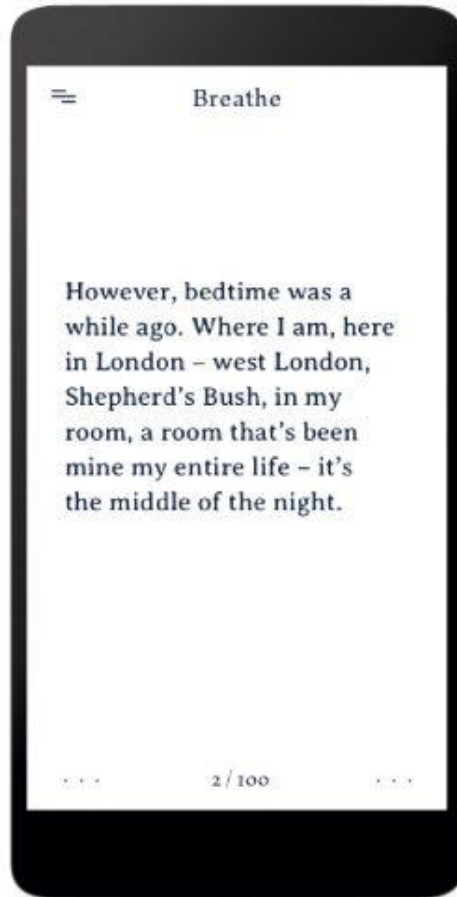 Breathe
However, bedtime was a
while ago. Where I am, here
in London – west London,
Shepherd’s Bush, in my
room, a room that’s been
mine my entire life – it’s
the middle of the night.
. . . 2/100 . . .